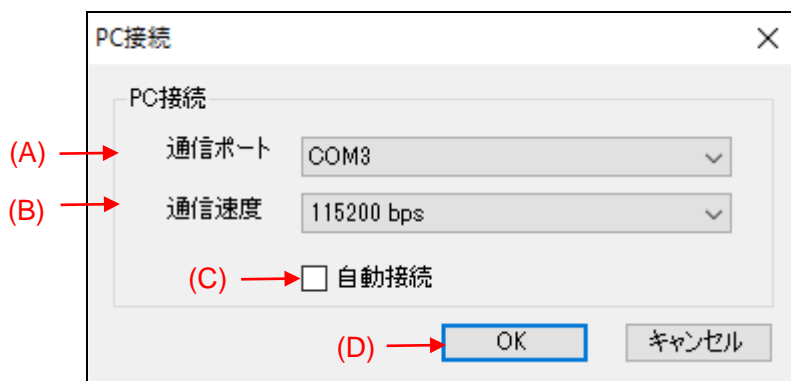 PC接続
PC接続
(A) 通信ポート COM3
(B) 通信速度 115200 bps
(C) 自動接続
(D) OK キャンセル